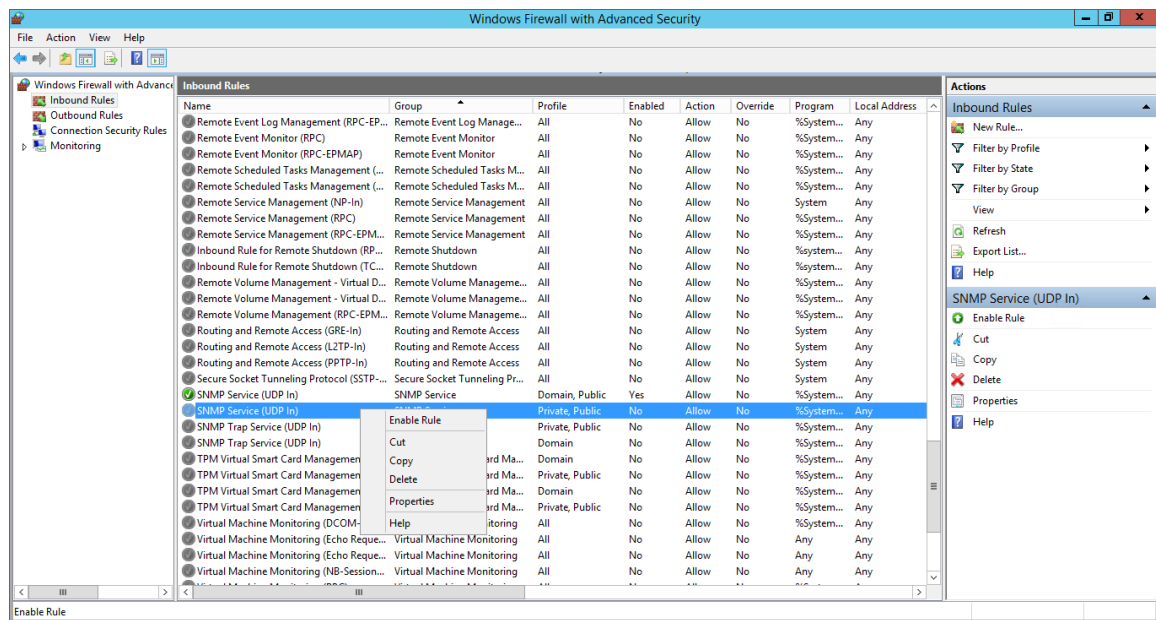 Windows Firewall with Advanced Security
File Action View Help
Windows Firewall with Advance
Inbound Rules
Outbound Rules
Connection Security Rules
Monitoring
Inbound Rules
Name Group Profile Enabled Action Override Program Local Address
Remote Event Log Management (RPC-EP... Remote Event Log Manage... All No Allow No %System... Any
Remote Event Monitor (RPC) Remote Event Monitor All No Allow No %System... Any
Remote Event Monitor (RPC-EPMAP) Remote Event Monitor All No Allow No %System... Any
Remote Scheduled Tasks Management (... Remote Scheduled Tasks M... All No Allow No %System... Any
Remote Scheduled Tasks Management (... Remote Scheduled Tasks M... All No Allow No %System... Any
Remote Service Management (NP-In) Remote Service Management All No Allow No System Any
Remote Service Management (RPC) Remote Service Management All No Allow No %System... Any
Remote Service Management (RPC-EPM... Remote Service Management All No Allow No %System... Any
Inbound Rule for Remote Shutdown (RP... Remote Shutdown All No Allow No %system... Any
Inbound Rule for Remote Shutdown (TC... Remote Shutdown All No Allow No %system... Any
Remote Volume Management - Virtual D... Remote Volume Manageme... All No Allow No %System... Any
Remote Volume Management - Virtual D... Remote Volume Manageme... All No Allow No %System... Any
Remote Volume Management (RPC-EPM... Remote Volume Manageme... All No Allow No %System... Any
Routing and Remote Access (GRE-In) Routing and Remote Access All No Allow No System Any
Routing and Remote Access (L2TP-In) Routing and Remote Access All No Allow No System Any
Routing and Remote Access (PPTP-In) Routing and Remote Access All No Allow No System Any
Secure Socket Tunneling Protocol (SSTP-... Secure Socket Tunneling Pr... All No Allow No System Any
SNMP Service (UDP In) SNMP Service Domain, Public Yes Allow No %System... Any
SNMP Service (UDP In) Private, Public No Allow No %System... Any
SNMP Trap Service (UDP In) Private, Public No Allow No %System... Any
SNMP Trap Service (UDP In) Domain No Allow No %System... Any
TPM Virtual Smart Card Managemen rd Ma... Domain No Allow No %System... Any
TPM Virtual Smart Card Managemen rd Ma... Private, Public No Allow No %System... Any
TPM Virtual Smart Card Managemen rd Ma... Domain No Allow No %System... Any
TPM Virtual Smart Card Managemen rd Ma... Private, Public No Allow No %System... Any
Virtual Machine Monitoring (DCOM- itoring All No Allow No %System... Any
Virtual Machine Monitoring (Echo Reque... Virtual Machine Monitoring All No Allow No Any Any
Virtual Machine Monitoring (Echo Reque... Virtual Machine Monitoring All No Allow No Any Any
Virtual Machine Monitoring (NB-Session... Virtual Machine Monitoring All No Allow No Any Any
Enable Rule
Cut
Copy
Delete
Properties
Help
Actions
Inbound Rules
New Rule...
Filter by Profile
Filter by State
Filter by Group
View
Refresh
Export List...
Help
SNMP Service (UDP In)
Enable Rule
Cut
Copy
Delete
Properties
Help
Enable Rule